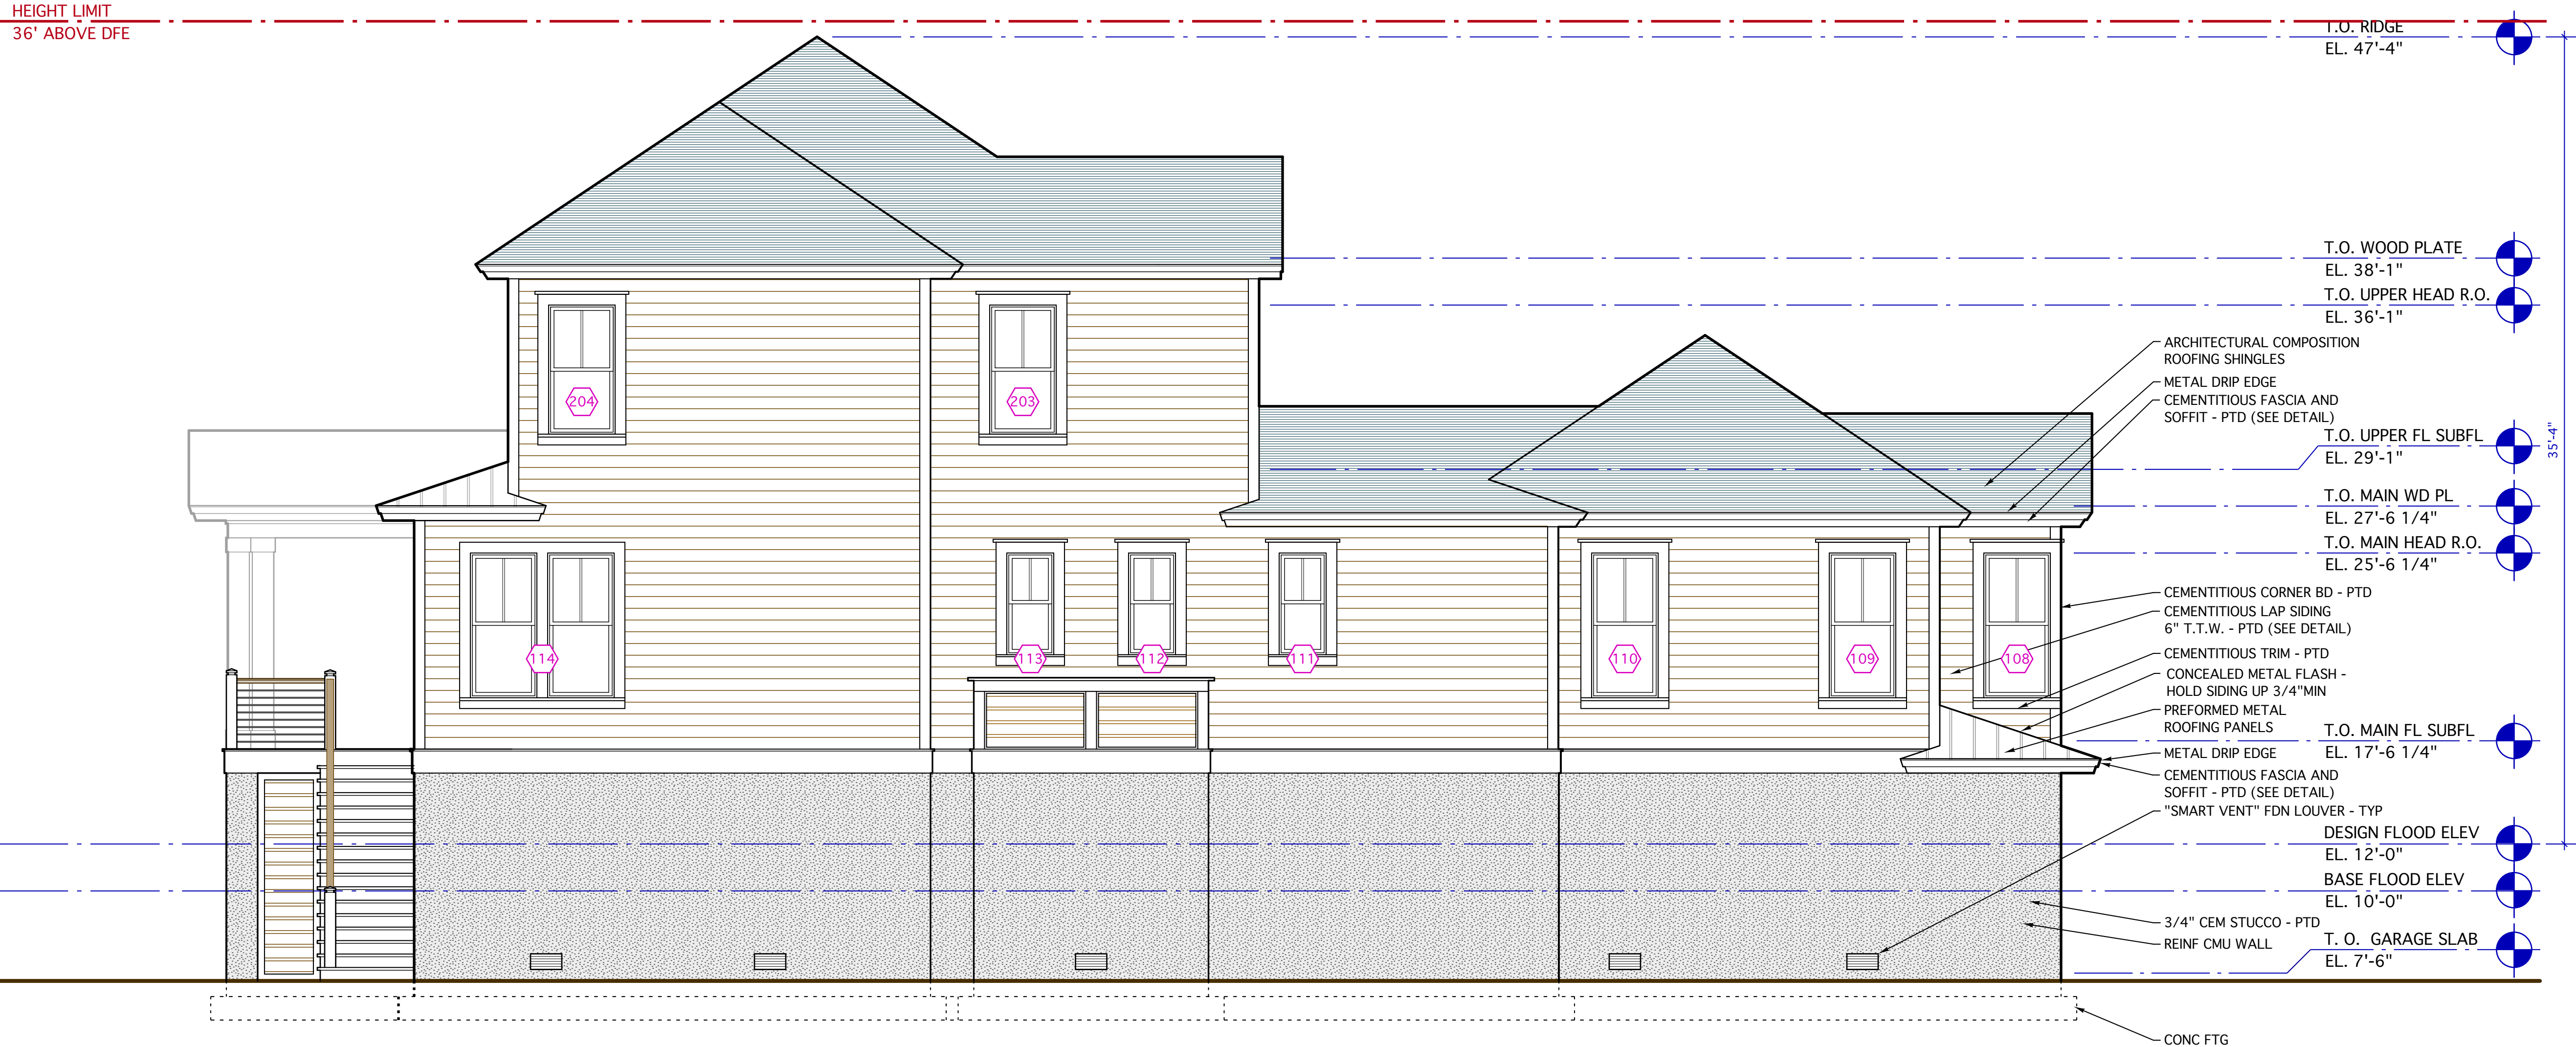 HEIGHT LIMIT
36' ABOVE DFE
T.O. RIDGE
EL. 47'-4"
T.O. WOOD PLATE
EL. 38'-1"
T.O. UPPER HEAD R.O.
EL. 36'-1"
ARCHITECTURAL COMPOSITION
ROOFING SHINGLES
METAL DRIP EDGE
CEMENTITIOUS FASCIA AND
SOFFIT - PTD (SEE DETAIL)
204
203
T.O. UPPER FL SUBFL
EL. 29'-1"
35'-4"
T.O. MAIN WD PL
EL. 27'-6 1/4"
T.O. MAIN HEAD R.O.
EL. 25'-6 1/4"
CEMENTITIOUS CORNER BD - PTD
CEMENTITIOUS LAP SIDING
6" T.T.W. - PTD (SEE DETAIL)
CEMENTITIOUS TRIM - PTD
114
113
112
111
110
109
108
CONCEALED METAL FLASH -
HOLD SIDING UP 3/4"MIN
PREFORMED METAL
ROOFING PANELS
T.O. MAIN FL SUBFL
EL. 17'-6 1/4"
METAL DRIP EDGE
CEMENTITIOUS FASCIA AND
SOFFIT - PTD (SEE DETAIL)
"SMART VENT" FDN LOUVER - TYP
DESIGN FLOOD ELEV
EL. 12'-0"
BASE FLOOD ELEV
EL. 10'-0"
3/4" CEM STUCCO - PTD
REINF CMU WALL
T. O. GARAGE SLAB
EL. 7'-6"
CONC FTG